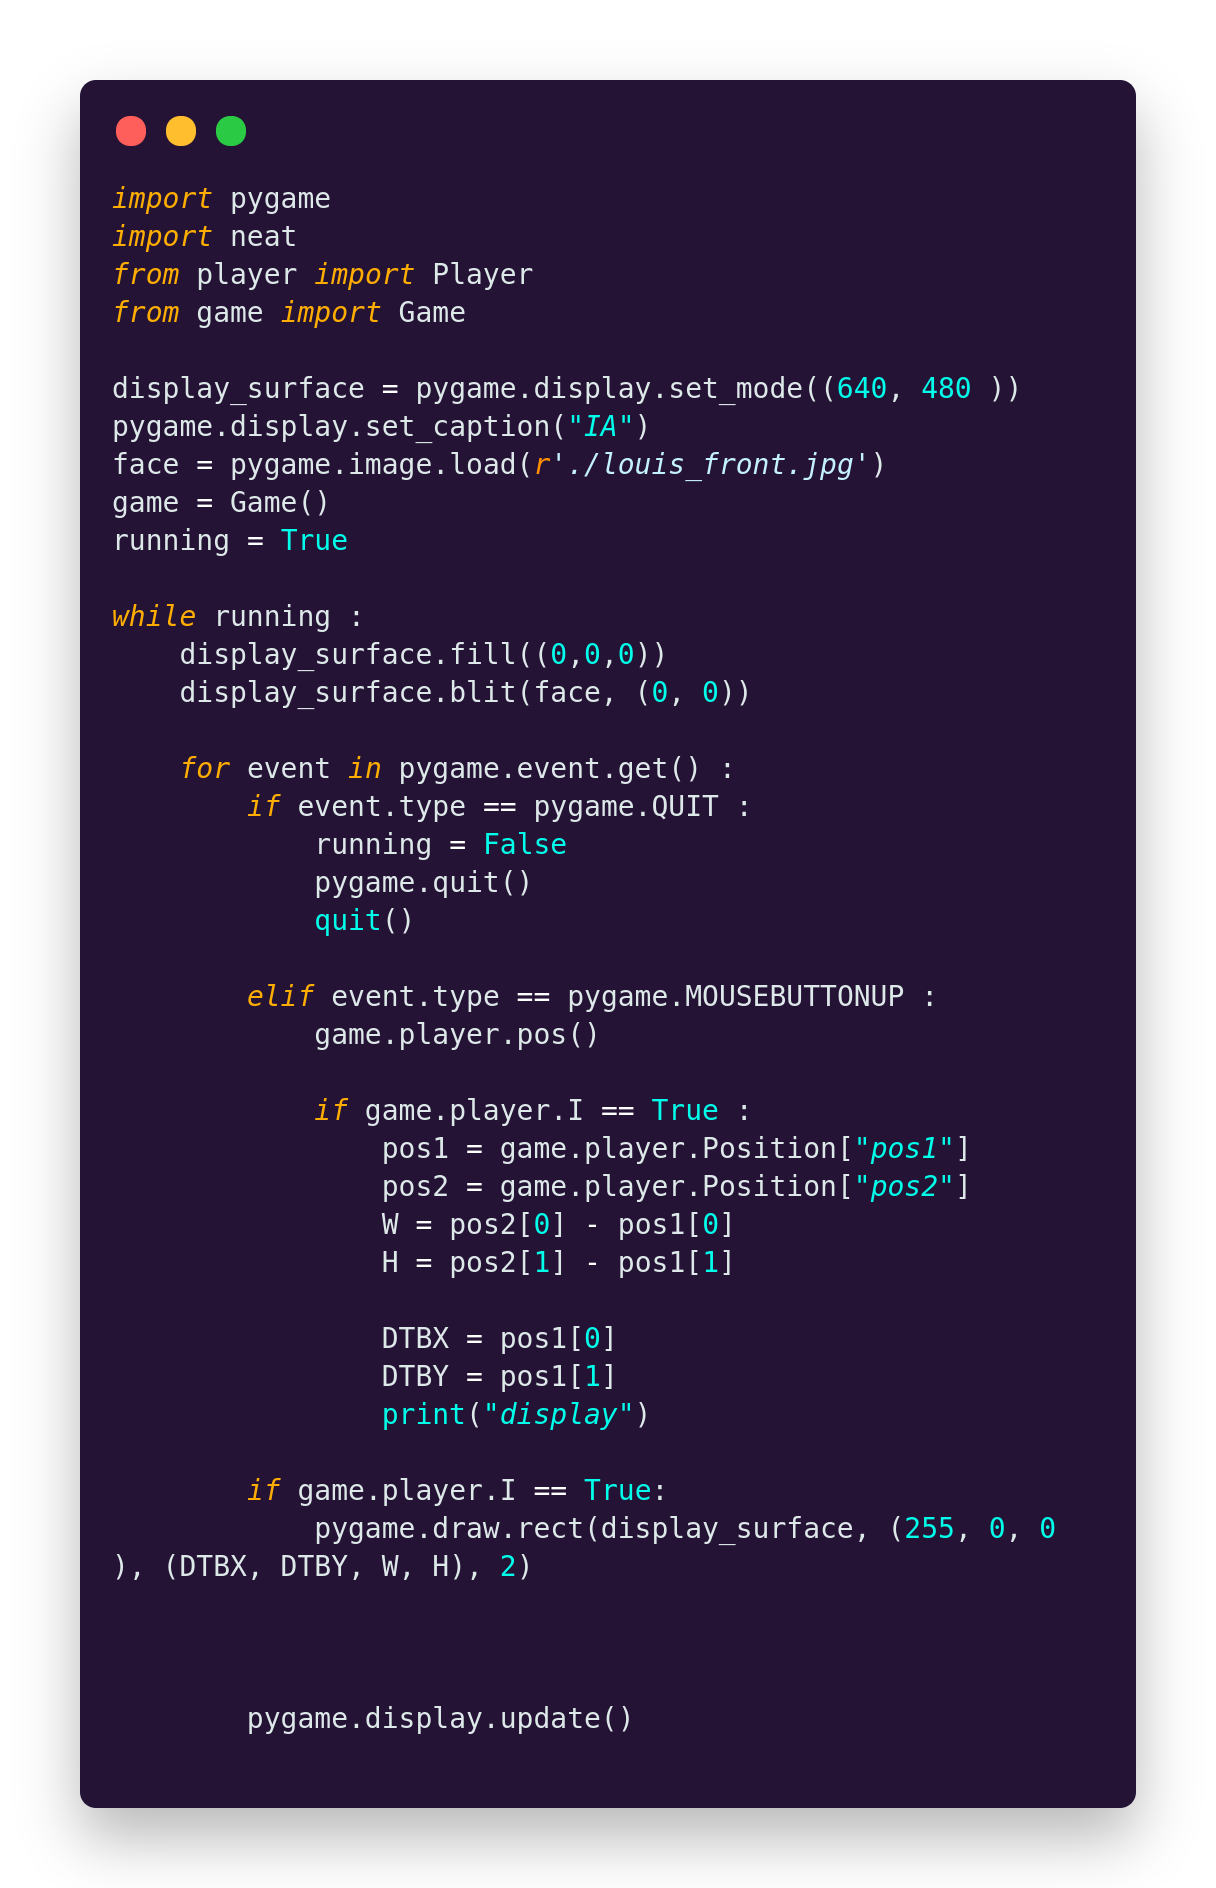 import pygame
import neat
from player import Player
from game import Game

display_surface = pygame.display.set_mode((640, 480 ))
pygame.display.set_caption("IA")
face = pygame.image.load(r'./louis_front.jpg')
game = Game()
running = True

while running :
    display_surface.fill((0,0,0))
    display_surface.blit(face, (0, 0))

    for event in pygame.event.get() :
        if event.type == pygame.QUIT :
            running = False
            pygame.quit()
            quit()

        elif event.type == pygame.MOUSEBUTTONUP :
            game.player.pos()

            if game.player.I == True :
                pos1 = game.player.Position["pos1"]
                pos2 = game.player.Position["pos2"]
                W = pos2[0] - pos1[0]
                H = pos2[1] - pos1[1]

                DTBX = pos1[0]
                DTBY = pos1[1]
                print("display")

        if game.player.I == True:
            pygame.draw.rect(display_surface, (255, 0, 0
), (DTBX, DTBY, W, H), 2)



        pygame.display.update()